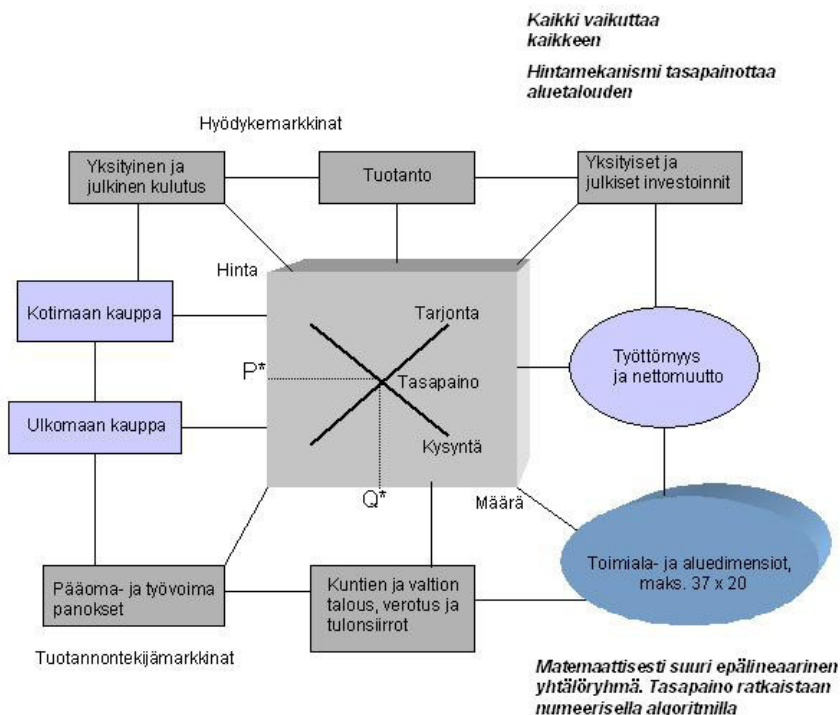 Kaikki vaikuttaa
kaikkeen
Hintamekanismi tasapainottaa
aluetalouden
Hyödykemarkkinat
Yksityinen ja
julkinen kulutus
Tuotanto
Yksityiset ja
julkiset investoinnit
Hinta
Kotimaan kauppa
Tarjonta
Työttömyys
ja nettomuutto
P*
Tasapaino
Ulkomaan kauppa
Kysyntä
Q*
Määrä
Pääoma- ja työvoima
panokset
Kuntien ja valtion
talous, verotus ja
tulonsiirrot
Toimiala- ja aluedimensiot,
maks. 37 x 20
Tuotannontekijämarkkinat
Matemaattisesti suuri epälineaarinen
yhtälöryhmä. Tasapaino ratkaistaan
numeerisella algoritmilla